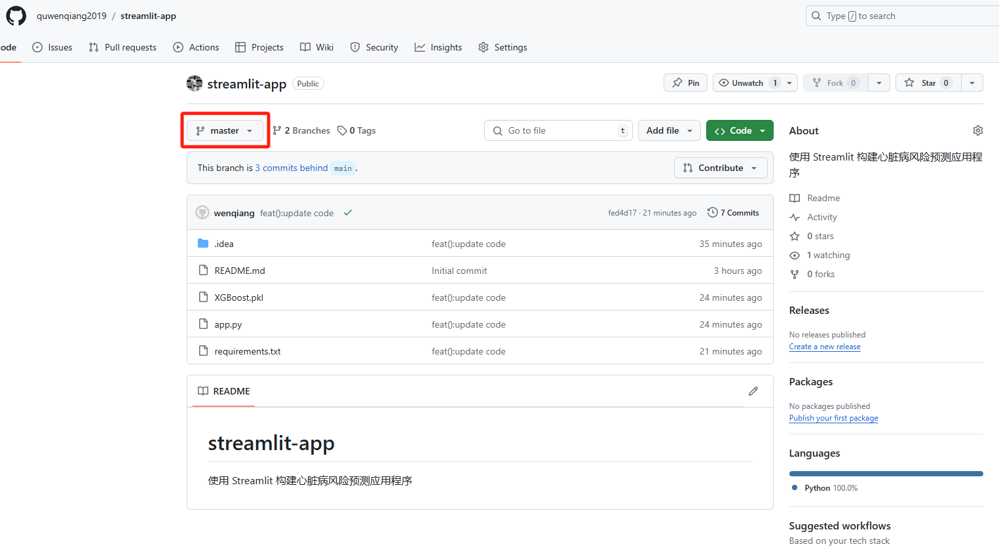 quwenqiang2019 / streamlit-app
Type / to search
ode Issues Pull requests Actions Projects Wiki Security Insights Settings
streamlit-app Public
Pin Unwatch 1 Fork 0 Star 0
master 2 Branches 0 Tags Go to file t Add file <> Code
This branch is 3 commits behind main .
Contribute
wenqiang feat():update code fed4d17 · 21 minutes ago 7 Commits
.idea feat():update code 35 minutes ago
README.md Initial commit 3 hours ago
XGBoost.pkl feat():update code 24 minutes ago
app.py feat():update code 24 minutes ago
requirements.txt feat():update code 21 minutes ago
README
streamlit-app
使用 Streamlit 构建心脏病风险预测应用程序
About
使用 Streamlit 构建心脏病风险预测应用程
序
Readme
Activity
0 stars
1 watching
0 forks
Releases
No releases published
Create a new release
Packages
No packages published
Publish your first package
Languages
Python 100.0%
Suggested workflows
Based on your tech stack